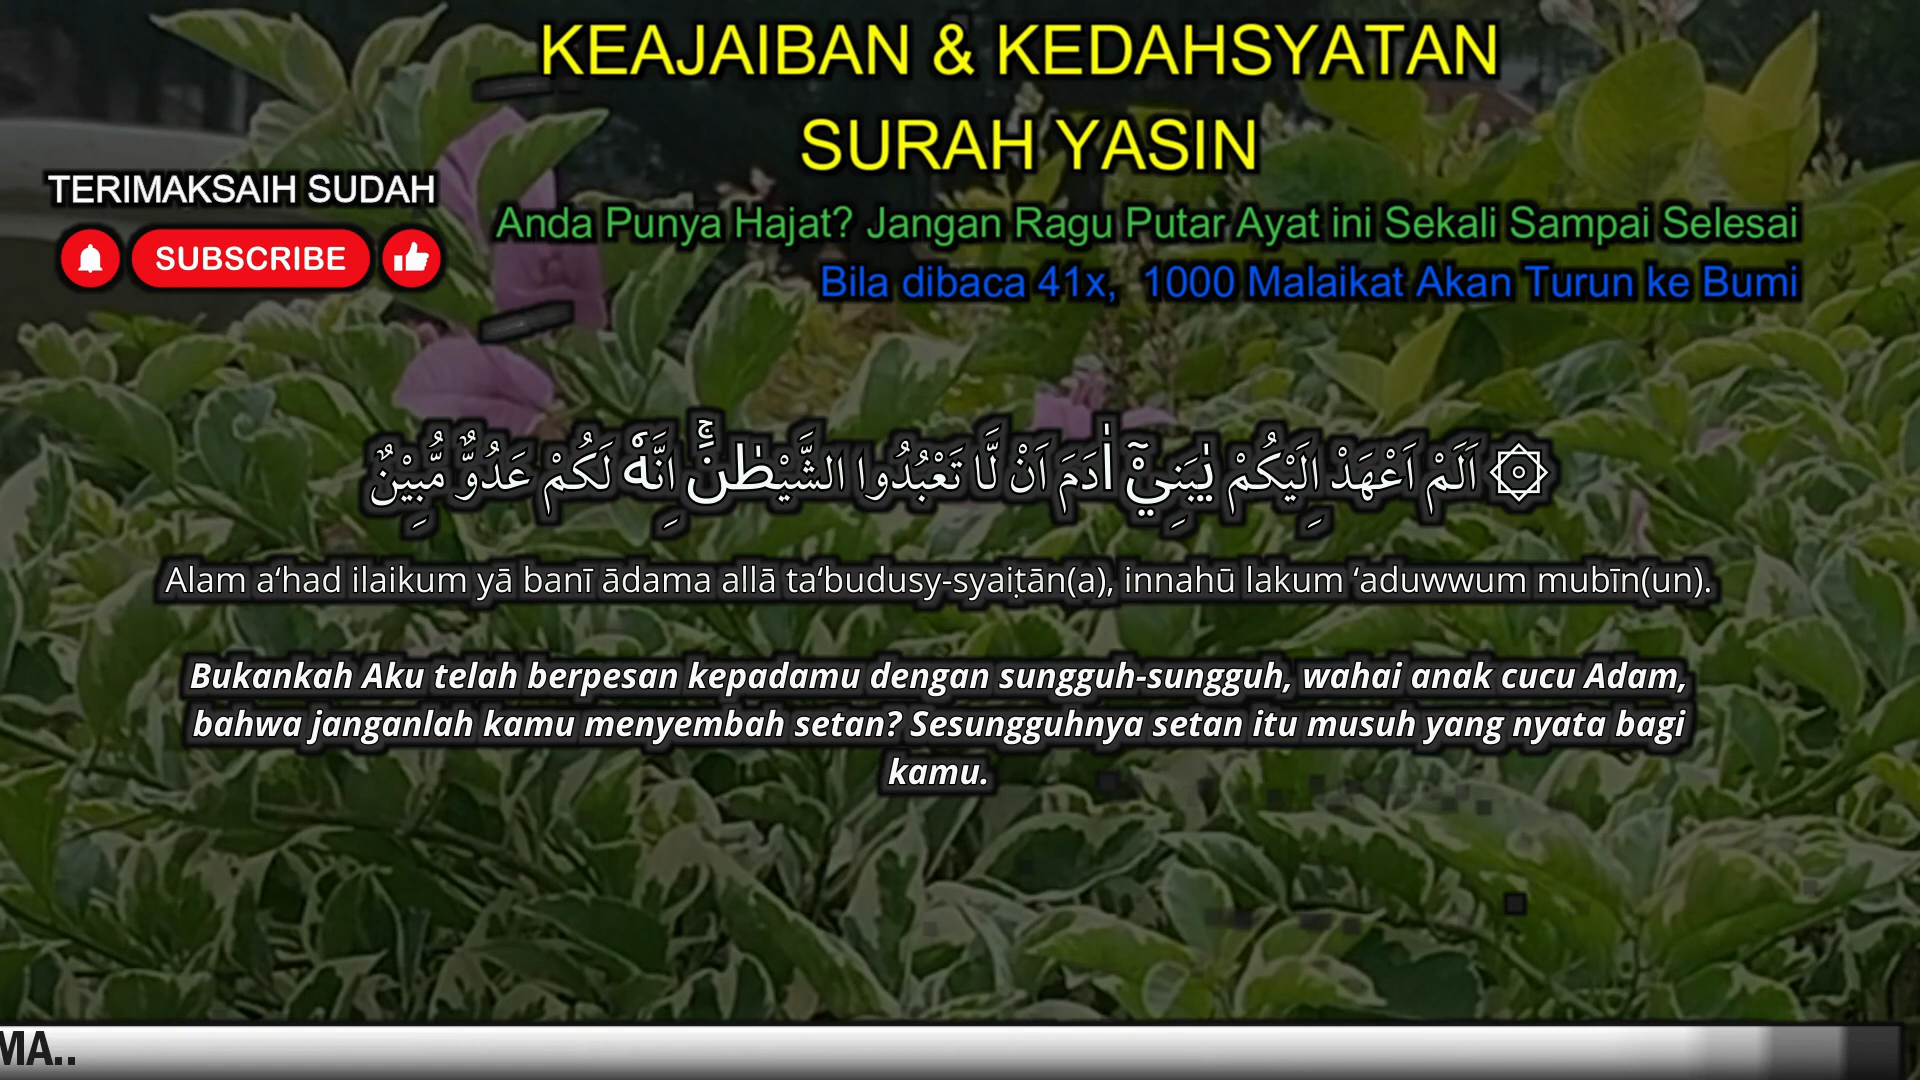 KEAJAIBAN & KEDAHSYATAN
SURAH YASIN
TERIMAKSAIH SUDAH
SUBSCRIBE
Anda Punya Hajat? Jangan Ragu Putar Ayat ini Sekali Sampai Selesai
Bila dibaca 41x, 1000 Malaikat Akan Turun ke Bumi
۞ اَلَمْ اَعْهَدْ اِلَيْكُمْ يٰبَنِيْٓ اٰدَمَ اَنْ لَّا تَعْبُدُوا الشَّيْطٰنَۚ اِنَّهٗ لَكُمْ عَدُوٌّ مُّبِيْنٌ
Alam a‘had ilaikum yā banī ādama allā ta‘budusy-syaiṭān(a), innahū lakum ‘aduwwum mubīn(un).
Bukankah Aku telah berpesan kepadamu dengan sungguh-sungguh, wahai anak cucu Adam,
bahwa janganlah kamu menyembah setan? Sesungguhnya setan itu musuh yang nyata bagi
kamu.
MA..